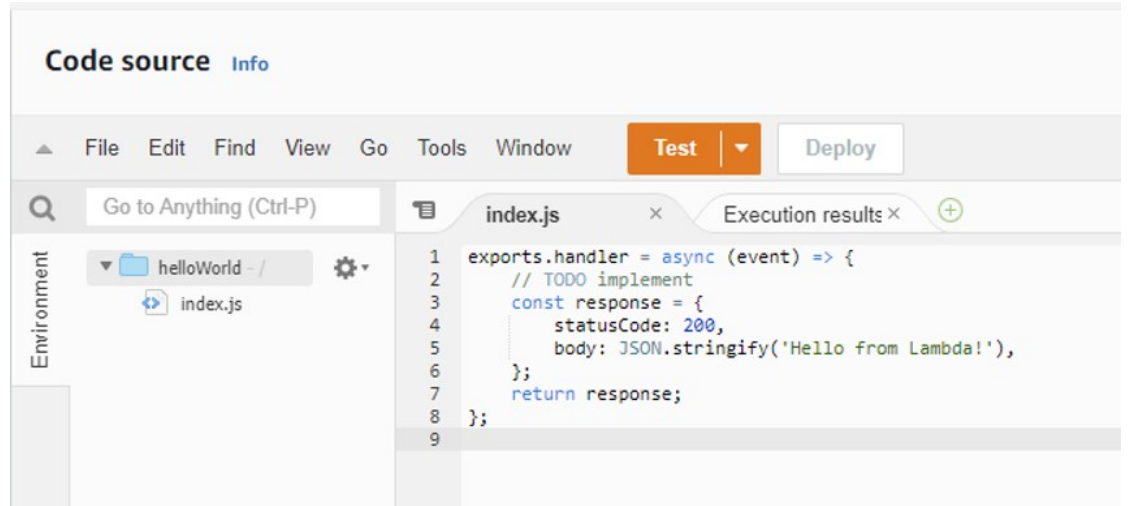 Code source Info
File Edit Find View Go Tools Window Test Deploy
Go to Anything (Ctrl-P)
index.js
Execution results
Environment
helloWorld - /
index.js
1 exports.handler = async (event) => {
2     // TODO implement
3     const response = {
4         statusCode: 200,
5         body: JSON.stringify('Hello from Lambda!'),
6     };
7     return response;
8 };
9